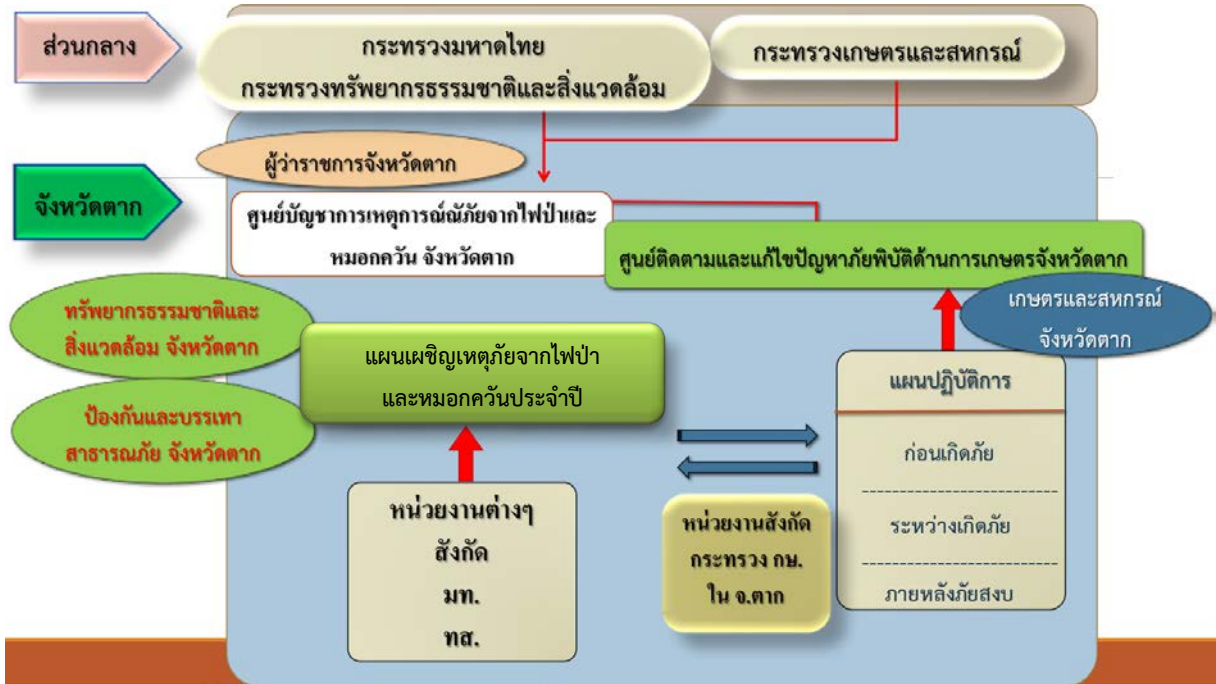 ส่วนกลาง
กระทรวงมหาดไทย
กระทรวงทรัพยากรธรรมชาติและสิ่งแวดล้อม
กระทรวงเกษตรและสหกรณ์
ผู้ว่าราชการจังหวัดตาก
จังหวัดตาก
ศูนย์บัญชาการเหตุการณ์ณัภัยจากไฟป่าและ
หมอกควัน จังหวัดตาก
ศูนย์ติดตามและแก้ไขปัญหาภัยพิบัติด้านการเกษตรจังหวัดตาก
ทรัพยากรธรรมชาติและ
สิ่งแวดล้อม จังหวัดตาก
เกษตรและสหกรณ์
จังหวัดตาก
แผนเผชิญเหตุภัยจากไฟป่า
และหมอกควันประจำปี
ป้องกันและบรรเทา
สาธารณภัย จังหวัดตาก
แผนปฏิบัติการ
ก่อนเกิดภัย
ระหว่างเกิดภัย
ภายหลังภัยสงบ
หน่วยงานต่างๆ
สังกัด
มท.
ทส.
หน่วยงานสังกัด
กระทรวง กษ.
ใน จ.ตาก